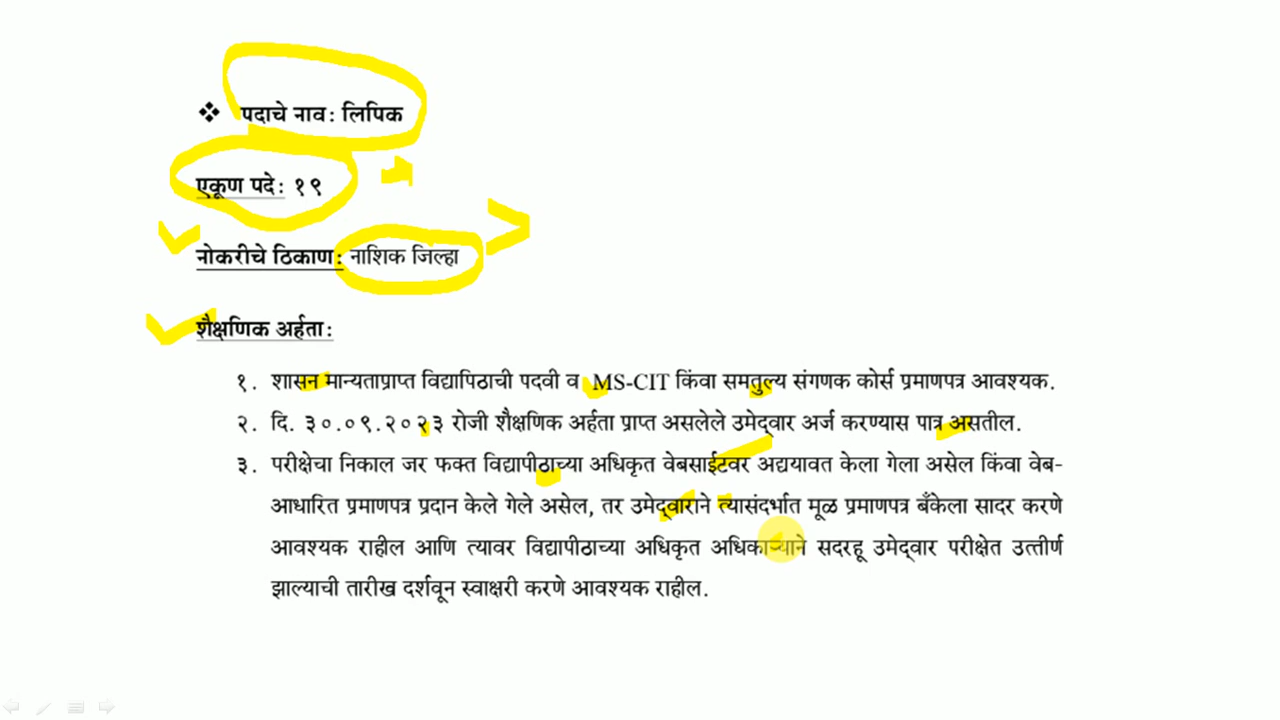 ❖ पदाचे नाव: लिपिक
एकूण पदे: १९
नोकरीचे ठिकाण: नाशिक जिल्हा
शैक्षणिक अर्हता:
१. शासन मान्यताप्राप्त विद्यापिठाची पदवी व MS-CIT किंवा समतुल्य संगणक कोर्स प्रमाणपत्र आवश्यक.
२. दि. ३०.०९.२०२३ रोजी शैक्षणिक अर्हता प्राप्त असलेले उमेद्वार अर्ज करण्यास पात्र असतील.
३. परीक्षेचा निकाल जर फक्त विद्यापीठाच्या अधिकृत वेबसाईटवर अद्ययावत केला गेला असेल किंवा वेब-
आधारित प्रमाणपत्र प्रदान केले गेले असेल, तर उमेद्वाराने त्यासंदर्भात मूळ प्रमाणपत्र बँकेला सादर करणे
आवश्यक राहील आणि त्यावर विद्यापीठाच्या अधिकृत अधिकाऱ्याने सदरहू उमेद्वार परीक्षेत उत्तीर्ण
झाल्याची तारीख दर्शवून स्वाक्षरी करणे आवश्यक राहील.